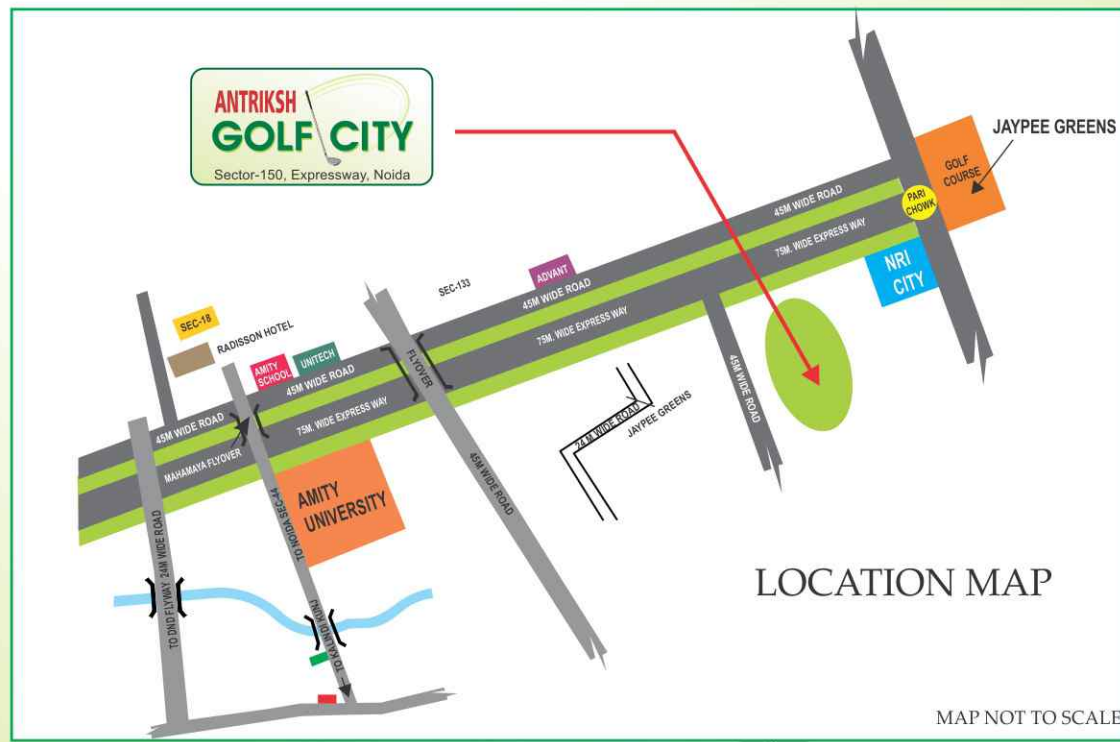 ANTRIKSH
GOLF CITY
Sector-150, Expressway, Noida
JAYPEE GREENS
GOLF
COURSE
PARI
CHOWK
45M WIDE ROAD
75M. WIDE EXPRESS WAY
NRI
CITY
SEC-133
ADVANT
45M WIDE ROAD
75M. WIDE EXPRESS WAY
SEC-18
RADISSON HOTEL
AMITY
SCHOOL
UNITECH
45M WIDE ROAD
FLYOVER
75M. WIDE EXPRESS WAY
45M WIDE ROAD
45M WIDE ROAD
24 M WIDE ROAD
JAYPEE GREENS
MAHAMAYA FLYOVER
AMITY
UNIVERSITY
45M WIDE ROAD
TO NOIDA SEC-44
TO DND FLYWAY 24M WIDE ROAD
TO KALINDI KUNJ
LOCATION MAP
MAP NOT TO SCALE